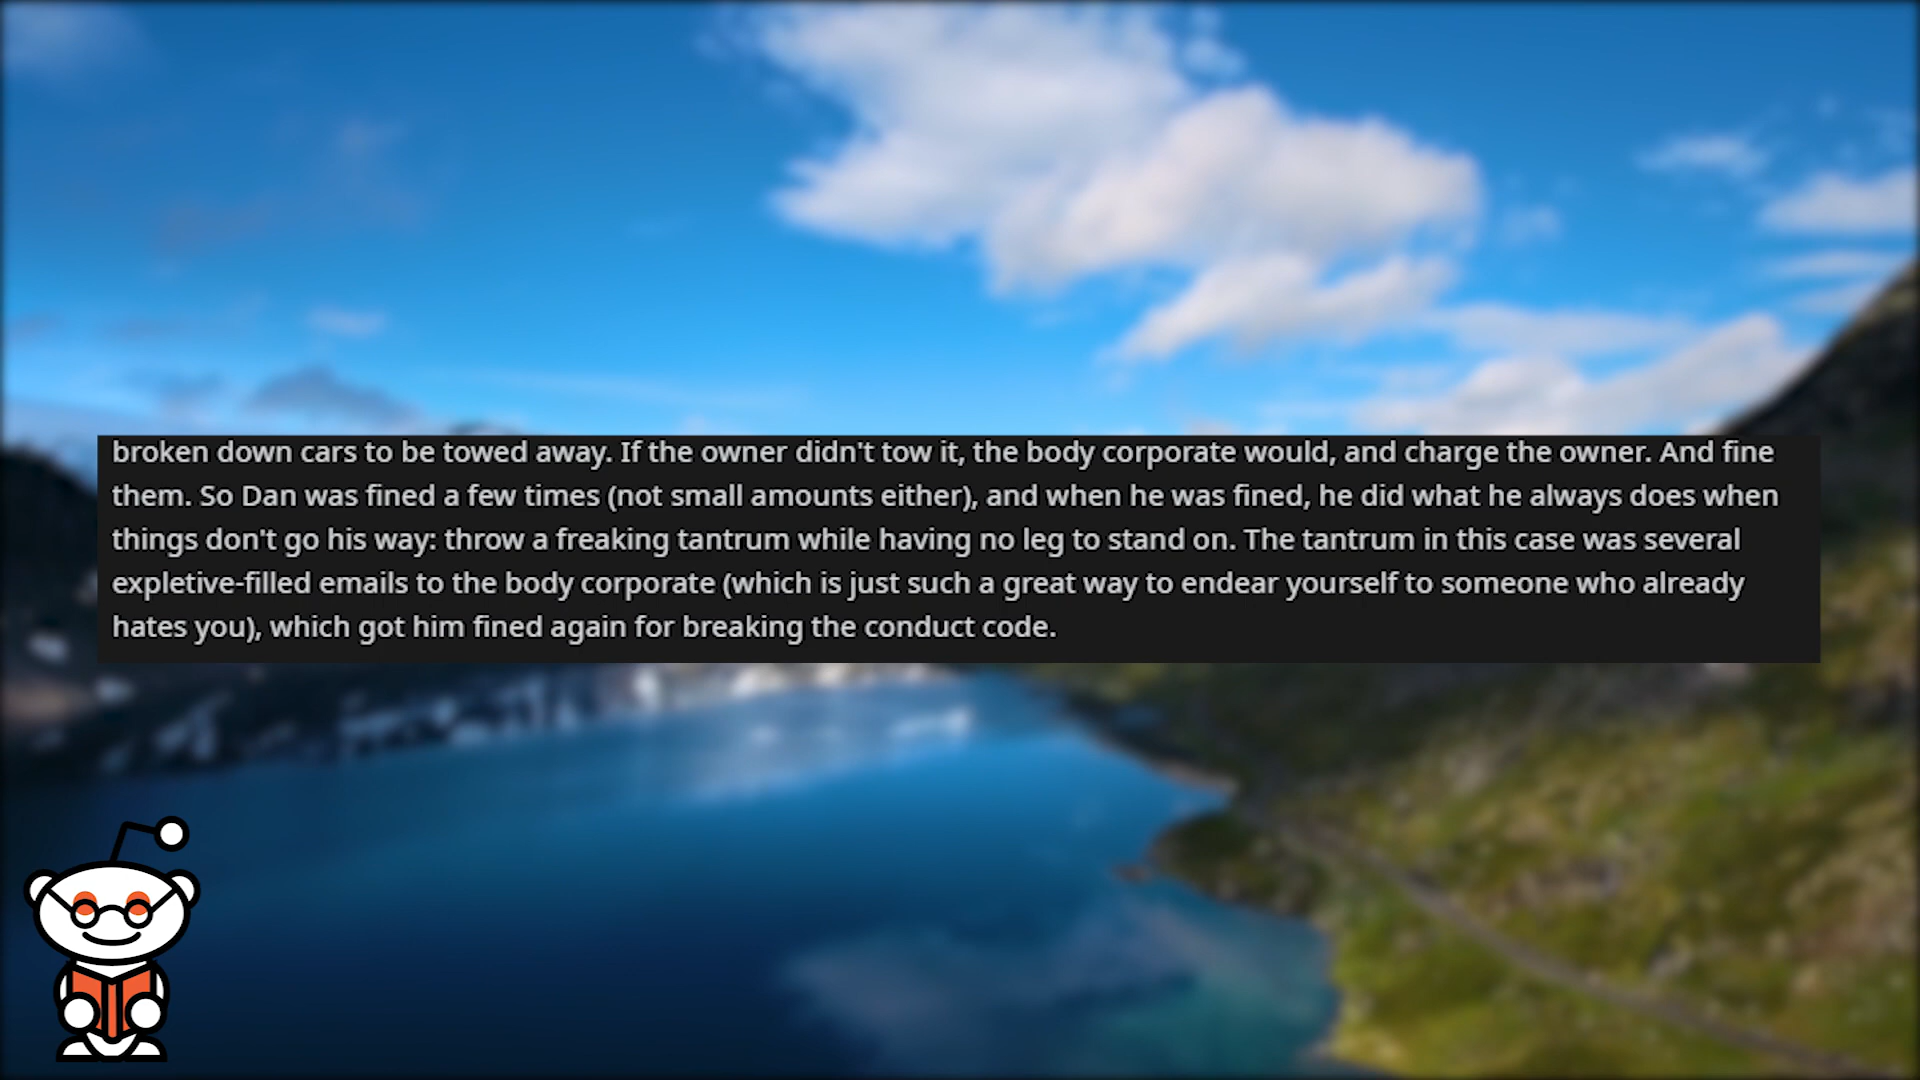 broken down cars to be towed away. If the owner didn't tow it, the body corporate would, and charge the owner. And fine
them. So Dan was fined a few times (not small amounts either), and when he was fined, he did what he always does when
things don't go his way: throw a freaking tantrum while having no leg to stand on. The tantrum in this case was several
expletive-filled emails to the body corporate (which is just such a great way to endear yourself to someone who already
hates you), which got him fined again for breaking the conduct code.